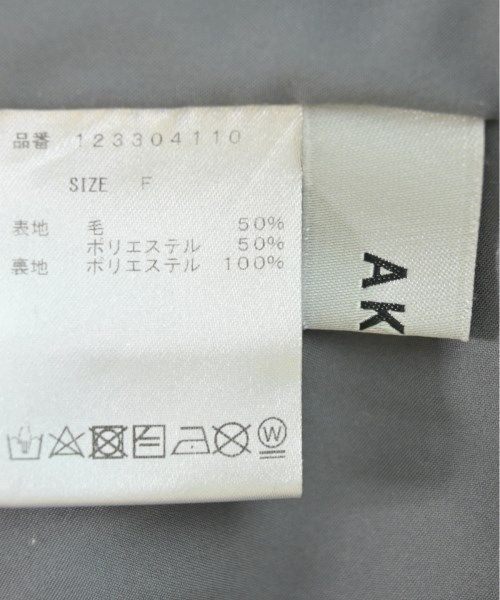 品番 123304110
SIZE F
表地 毛 50%
ポリエステル 50%
裏地 ポリエステル 100%
W
AK